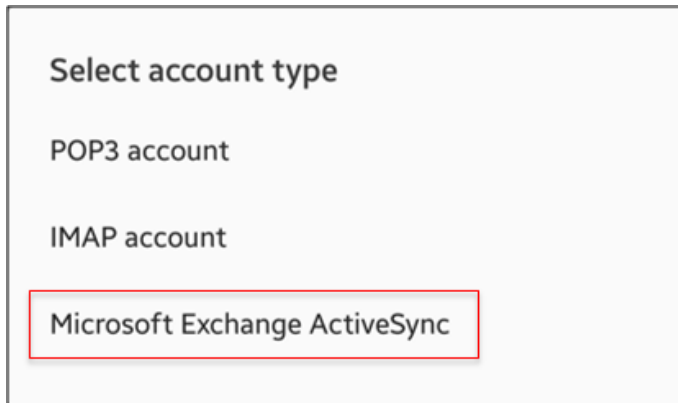 Select account type
POP3 account
IMAP account
Microsoft Exchange ActiveSync